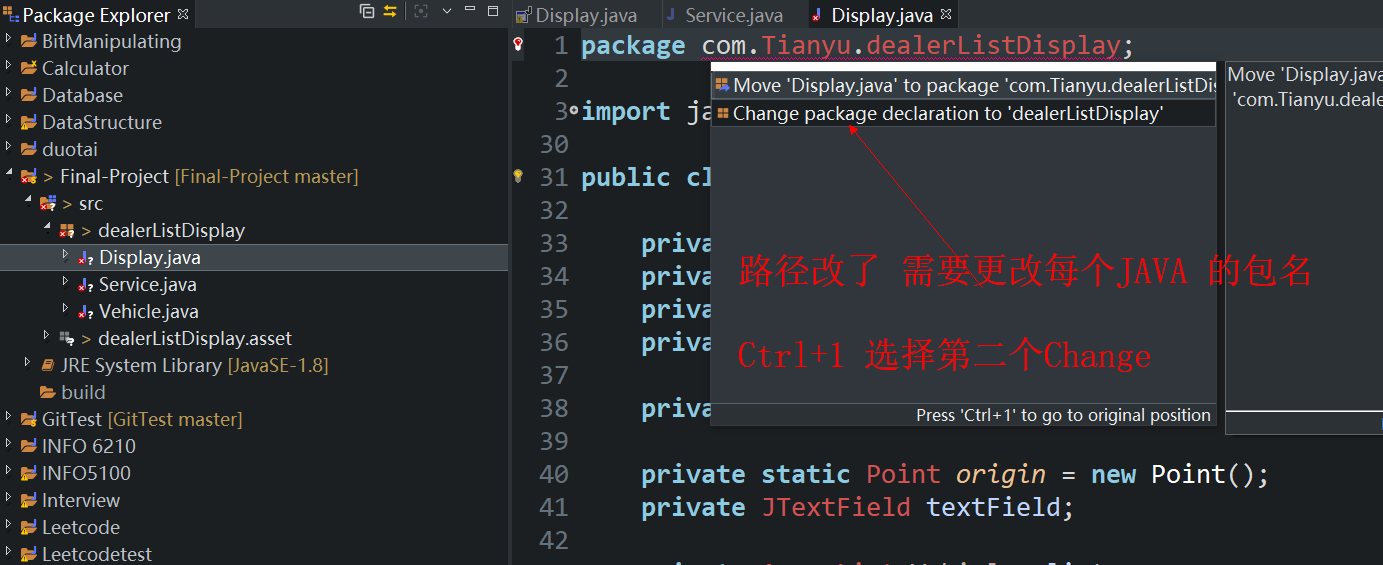 Package Explorer
BitManipulating
Calculator
Database
DataStructure
duotai
> Final-Project [Final-Project master]
> src
> dealerListDisplay
Display.java
Service.java
Vehicle.java
> dealerListDisplay.asset
JRE System Library [JavaSE-1.8]
build
GitTest [GitTest master]
INFO 6210
INFO5100
Interview
Leetcode
Leetcodetest
Display.java
Service.java
Display.java
1 package com.Tianyu.dealerListDisplay;
2
3 import ja
30
31 public cl
32
33 priva
34 priva
35 priva
36 priva
37
38 priva
39
40 private static Point origin = new Point();
41 private JTextField textField;
42
Move 'Display.java' to package 'com.Tianyu.dealerListDis
Change package declaration to 'dealerListDisplay'
路径改了 需要更改每个JAVA 的包名
Ctrl+1 选择第二个Change
Press 'Ctrl+1' to go to original position
Move 'Display.java
'com.Tianyu.deale